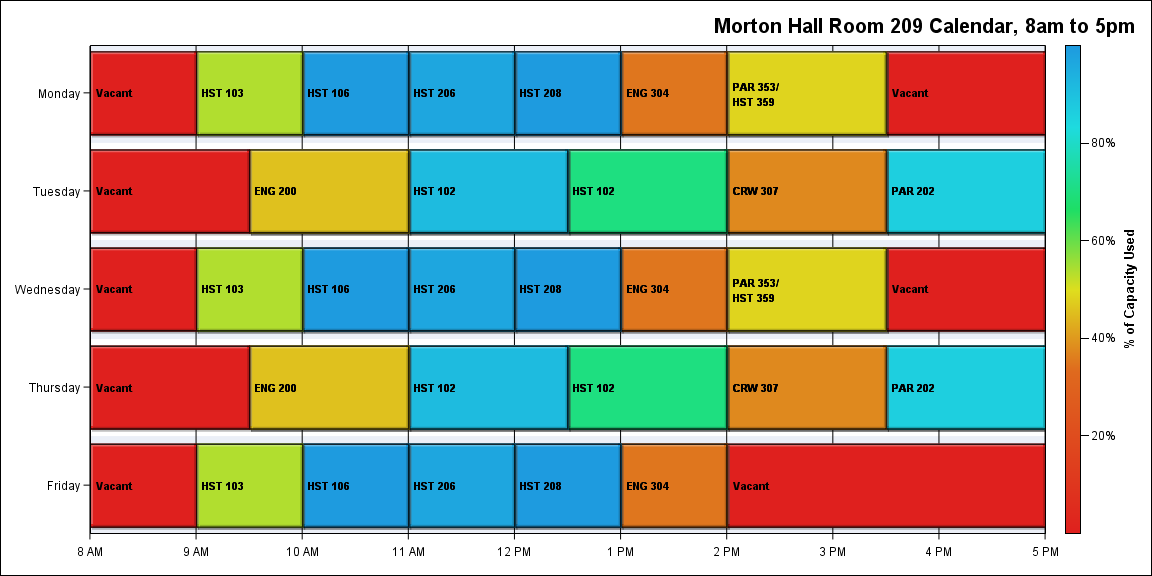 Morton Hall Room 209 Calendar, 8am to 5pm
Monday
Vacant
HST 103
HST 106
HST 206
HST 208
ENG 304
PAR 353/
HST 359
Vacant
Tuesday
Vacant
ENG 200
HST 102
HST 102
CRW 307
PAR 202
Wednesday
Vacant
HST 103
HST 106
HST 206
HST 208
ENG 304
PAR 353/
HST 359
Vacant
Thursday
Vacant
ENG 200
HST 102
HST 102
CRW 307
PAR 202
Friday
Vacant
HST 103
HST 106
HST 206
HST 208
ENG 304
Vacant
8 AM
9 AM
10 AM
11 AM
12 PM
1 PM
2 PM
3 PM
4 PM
5 PM
80%
60%
40%
20%
% of Capacity Used